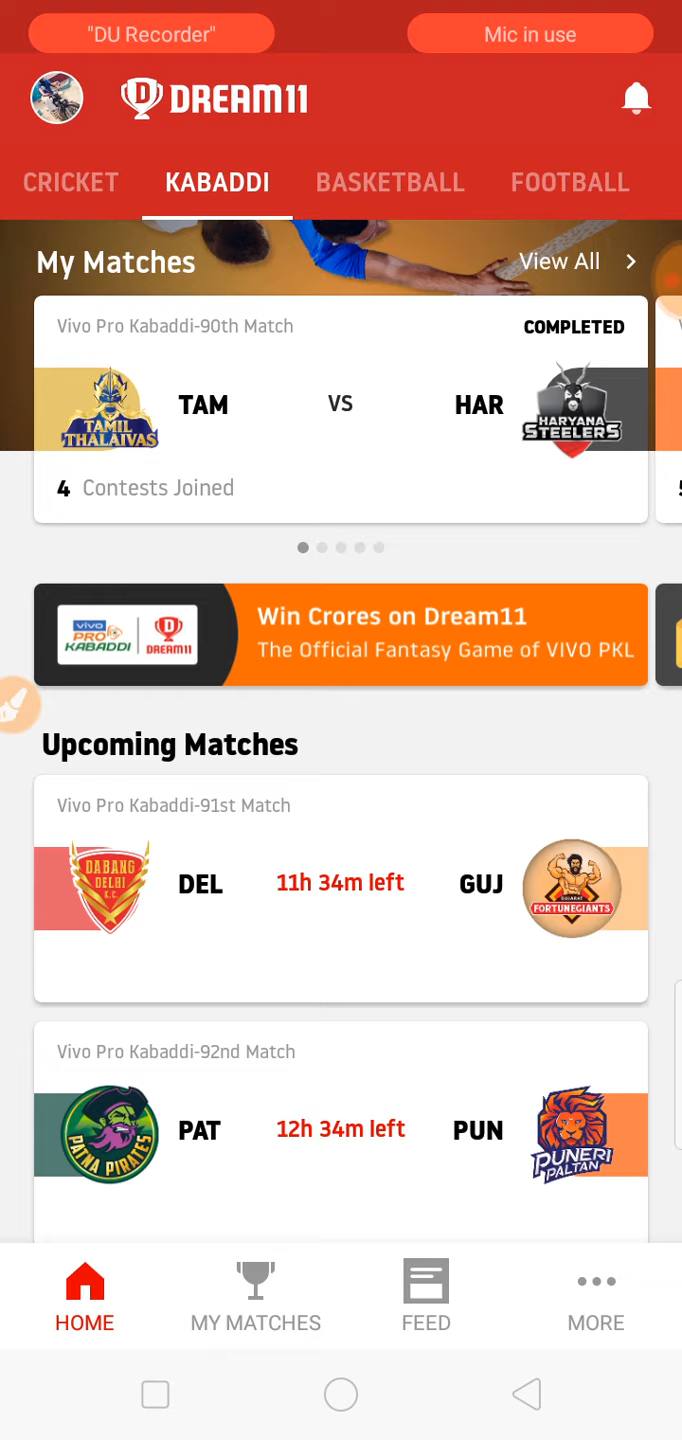 "DU Recorder" Mic in use
D DREAM11
CRICKET KABADDI BASKETBALL FOOTBALL
My Matches View All
Vivo Pro Kabaddi-90th Match COMPLETED
TAMIL THALAIVAS TAM VS HAR HARYANA STEELERS
4 Contests Joined
vivo PRO KABADDI D DREAM11
Win Crores on Dream11
The Official Fantasy Game of VIVO PKL
Upcoming Matches
Vivo Pro Kabaddi-91st Match
DABANG DELHI K.C. DEL 11h 34m left GUJ GUJARAT FORTUNEGIANTS
Vivo Pro Kabaddi-92nd Match
PATNA PIRATES PAT 12h 34m left PUN PUNERI PALTAN
HOME MY MATCHES FEED MORE